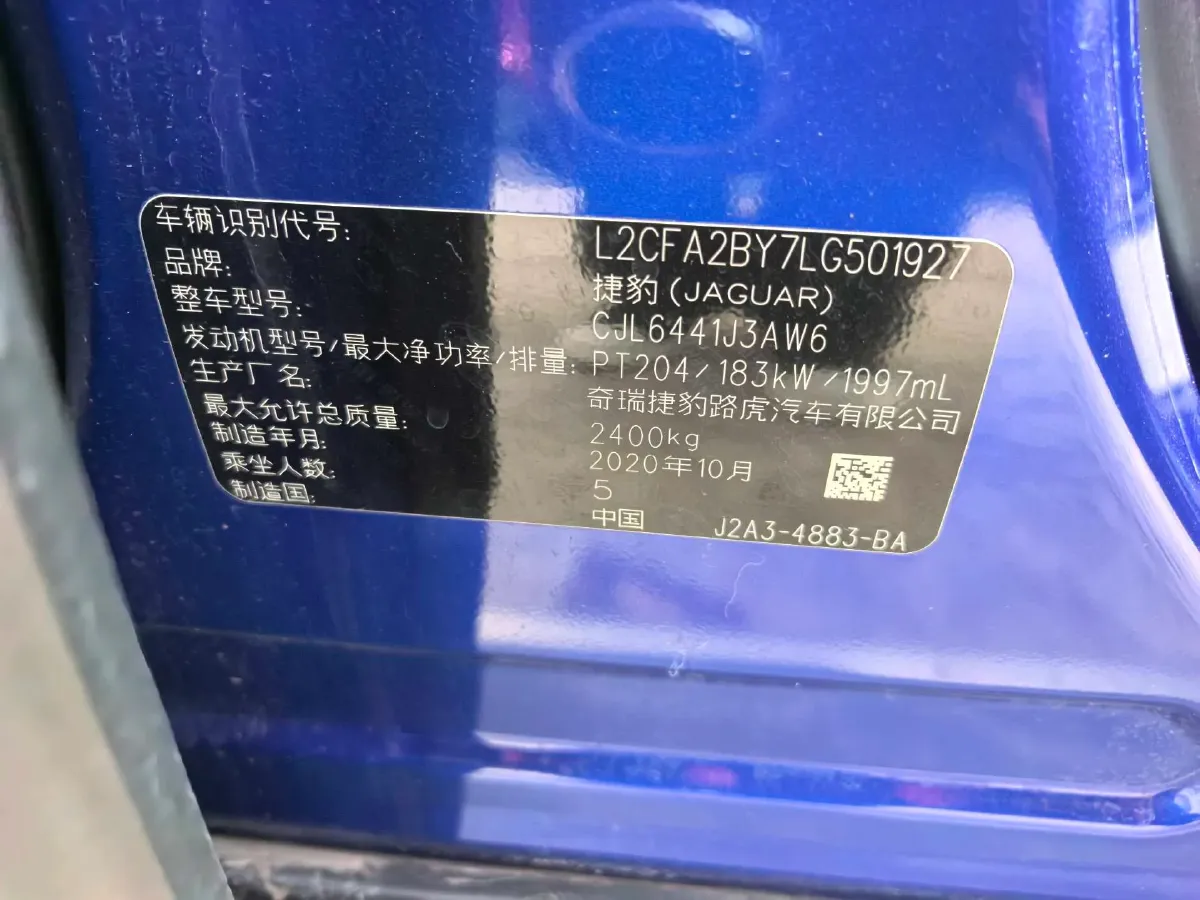 车辆识别代号: L2CFA2BY7LG501927
品牌: 捷豹(JAGUAR)
整车型号: CJL6441J3AW6
发动机型号/最大净功率/排量: PT204/183kW/1997mL
生产厂名: 奇瑞捷豹路虎汽车有限公司
最大允许总质量: 2400kg
制造年月: 2020年10月
乘坐人数: 5
制造国: 中国
J2A3-4883-BA